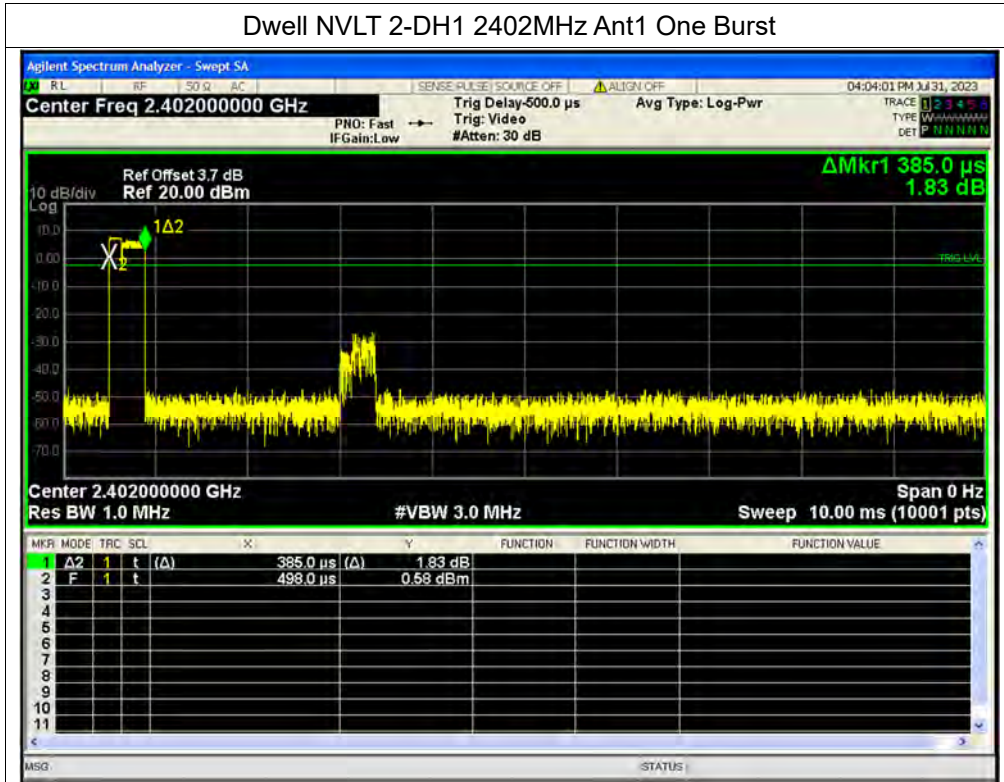 Dwell NVLT 2-DH1 2402MHz Ant1 One Burst
Agilent Spectrum Analyzer - Swept SA
LXI RL RF 50 Ω AC SENSE:PULSE SOURCE OFF ALIGN OFF 04:04:01 PM Jul 31, 2023
Center Freq 2.402000000 GHz Trig Delay-500.0 µs Avg Type: Log-Pwr TRACE 1 2 3 4 5 6
PNO: Fast Trig: Video TYPE
IFGain:Low #Atten: 30 dB DET P N N N N N
ΔMkr1 385.0 µs
Ref Offset 3.7 dB 1.83 dB
10 dB/div Ref 20.00 dBm
Log
10.0 1Δ2
0.00 2 TRIG LVL
-10.0
-20.0
-30.0
-40.0
-50.0
-60.0
-70.0
Center 2.402000000 GHz Span 0 Hz
Res BW 1.0 MHz #VBW 3.0 MHz Sweep 10.00 ms (10001 pts)
MKR MODE TRC SCL X Y FUNCTION FUNCTION WIDTH FUNCTION VALUE
1 Δ2 1 t (Δ) 385.0 µs (Δ) 1.83 dB
2 F 1 t 498.0 µs 0.58 dBm
3
4
5
6
7
8
9
10
11
MSG STATUS